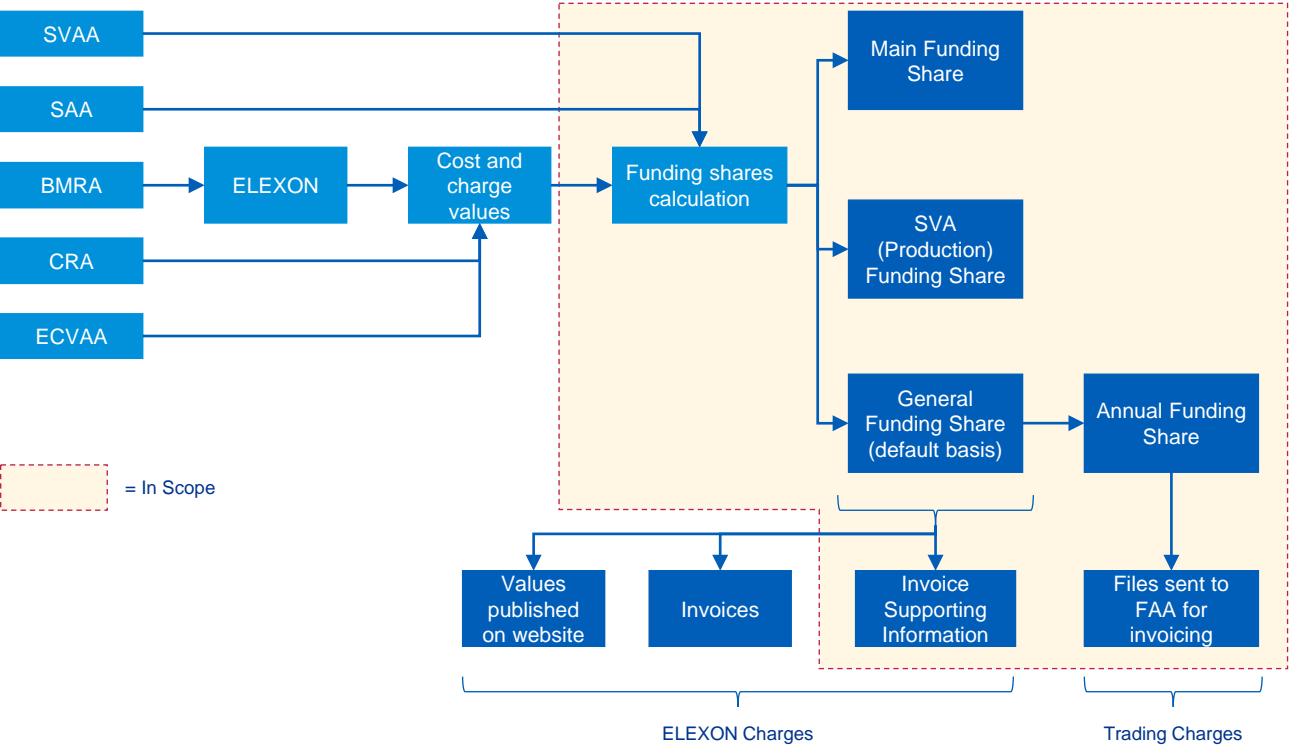 SVAA
SAA
BMRA
CRA
ECVAA
ELEXON
Cost and
charge
values
Funding shares
calculation
Main Funding
Share
SVA
(Production)
Funding Share
General
Funding Share
(default basis)
Annual Funding
Share
= In Scope
Values
published
on website
Invoices
Invoice
Supporting
Information
Files sent to
FAA for
invoicing
ELEXON Charges
Trading Charges